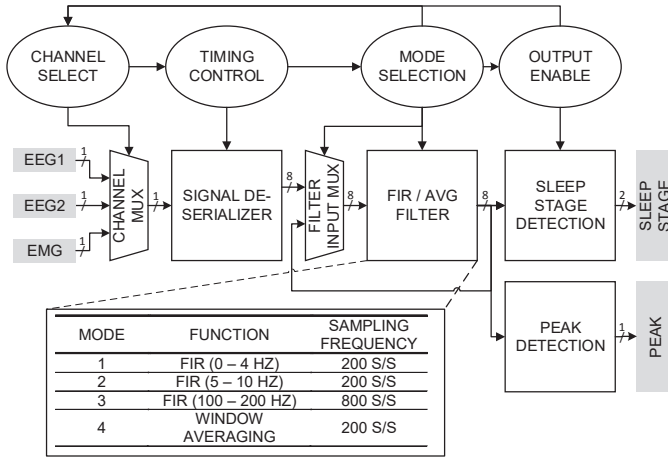 CHANNEL
SELECT
TIMING
CONTROL
MODE
SELECTION
OUTPUT
ENABLE
EEG1
1
EEG2
1
EMG
1
CHANNEL
MUX
1
SIGNAL DE-
SERIALIZER
8
FILTER
INPUT MUX
8
FIR / AVG
FILTER
8
SLEEP
STAGE
DETECTION
2
SLEEP
STAGE
PEAK
DETECTION
1
PEAK
MODE FUNCTION SAMPLING
FREQUENCY
1 FIR (0 – 4 HZ) 200 S/S
2 FIR (5 – 10 HZ) 200 S/S
3 FIR (100 – 200 HZ) 800 S/S
4 WINDOW
AVERAGING 200 S/S